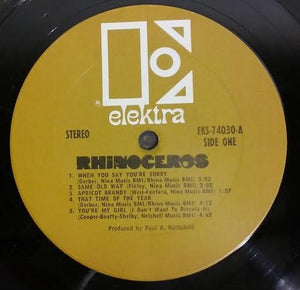 elektra
STEREO
EKS-74030-A
SIDE ONE
RHINOCEROS
1. WHEN YOU SAY YOU'RE SORRY
(Gerber, Nina Music BMI/Rhino Music BMI) 2:53
2. SAME OLD WAY (Finley, Nina Music BMI) 2:02
3. APRICOT BRANDY (Weis-Fonfara, Nina Music BMI) 1:57
4. THAT TIME OF THE YEAR
(Gerber, Nina Music BMI/Rhino Music BMI) 4:12
5. YOU'RE MY GIRL (I Don't Want To Discuss It)
(Cooper-Beatty-Shelby, Netzhell Music BMI) 4:43
Produced by Paul A. Rothchild